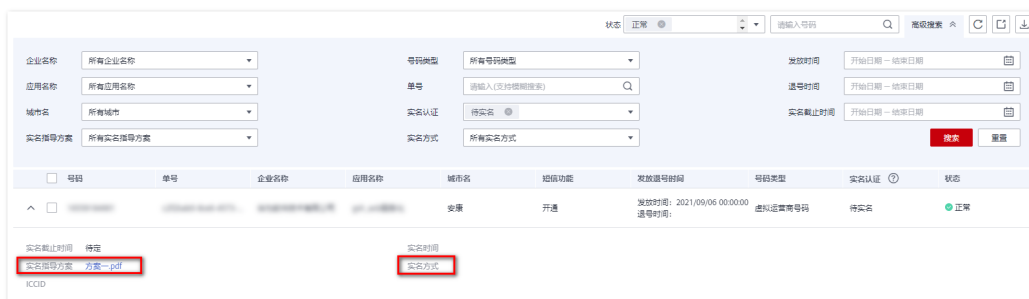 状态 正常 请输入号码 高级搜索
企业名称 所有企业名称 号码类型 所有号码类型 发放时间 开始日期 – 结束日期
应用名称 所有应用名称 单号 请输入(支持模糊搜索) 退号时间 开始日期 – 结束日期
城市名 所有城市 实名认证 待实名 实名截止时间 开始日期 – 结束日期
实名指导方案 所有实名指导方案 实名方式 所有实名方式 搜索 重置
号码 单号 企业名称 应用名称 城市名 短信功能 发放退号时间 号码类型 实名认证 ? 状态
安康 开通 发放时间：2021/09/06 00:00:00 虚拟运营商号码 待实名 正常
退号时间：
实名截止时间 待定 实名时间
实名指导方案 方案一.pdf 实名方式
ICCID